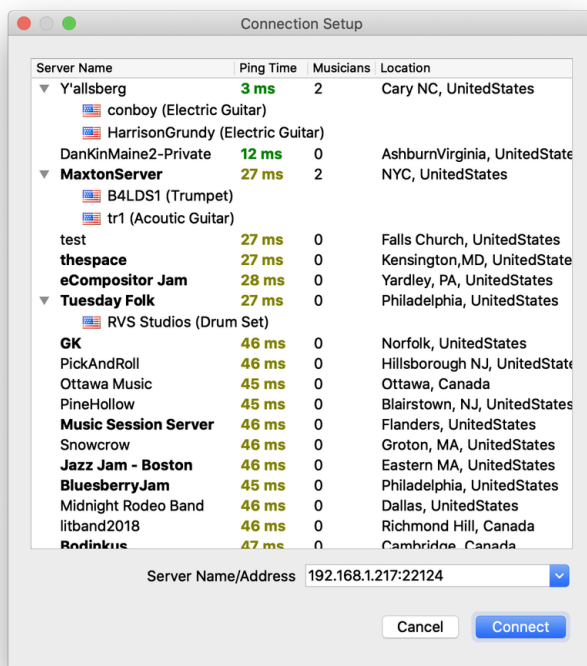 Connection Setup
Server Name Ping Time Musicians Location
Y'allsberg 3 ms 2 Cary NC, UnitedStates
conboy (Electric Guitar)
HarrisonGrundy (Electric Guitar)
DanKinMaine2-Private 12 ms 0 AshburnVirginia, UnitedState
MaxtonServer 27 ms 2 NYC, UnitedStates
B4LDS1 (Trumpet)
tr1 (Acoutic Guitar)
test 27 ms 0 Falls Church, UnitedStates
thespace 27 ms 0 Kensington,MD, UnitedState
eCompositor Jam 28 ms 0 Yardley, PA, UnitedStates
Tuesday Folk 27 ms 0 Philadelphia, UnitedStates
RVS Studios (Drum Set)
GK 46 ms 0 Norfolk, UnitedStates
PickAndRoll 46 ms 0 Hillsborough NJ, UnitedState
Ottawa Music 45 ms 0 Ottawa, Canada
PineHollow 45 ms 0 Blairstown, NJ, UnitedStates
Music Session Server 46 ms 0 Flanders, UnitedStates
Snowcrow 46 ms 0 Groton, MA, UnitedStates
Jazz Jam - Boston 46 ms 0 Eastern MA, UnitedStates
BluesberryJam 45 ms 0 Philadelphia, UnitedStates
Midnight Rodeo Band 46 ms 0 Dallas, UnitedStates
litband2018 46 ms 0 Richmond Hill, Canada
Bodinkus 47 ms 0 Cambridge, Canada
Server Name/Address 192.168.1.217:22124
Cancel Connect